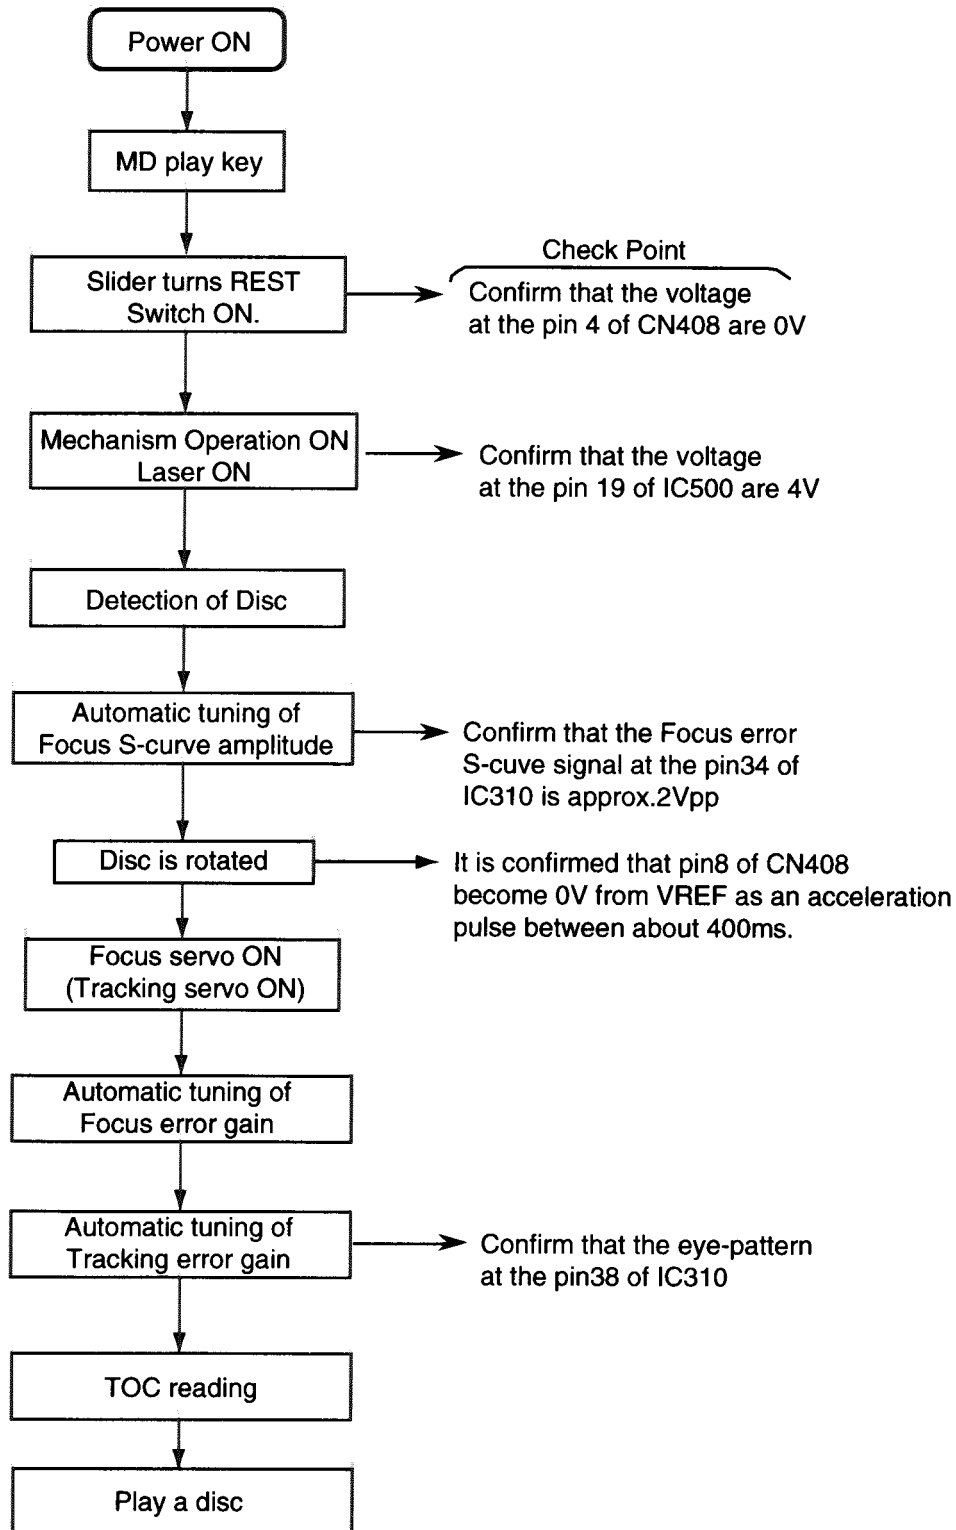 Power ON
MD play key
Check Point
Slider turns REST
Switch ON.
Confirm that the voltage
at the pin 4 of CN408 are 0V
Mechanism Operation ON
Laser ON
Confirm that the voltage
at the pin 19 of IC500 are 4V
Detection of Disc
Automatic tuning of
Focus S-curve amplitude
Confirm that the Focus error
S-cuve signal at the pin34 of
IC310 is approx.2Vpp
Disc is rotated
It is confirmed that pin8 of CN408
become 0V from VREF as an acceleration
pulse between about 400ms.
Focus servo ON
(Tracking servo ON)
Automatic tuning of
Focus error gain
Automatic tuning of
Tracking error gain
Confirm that the eye-pattern
at the pin38 of IC310
TOC reading
Play a disc